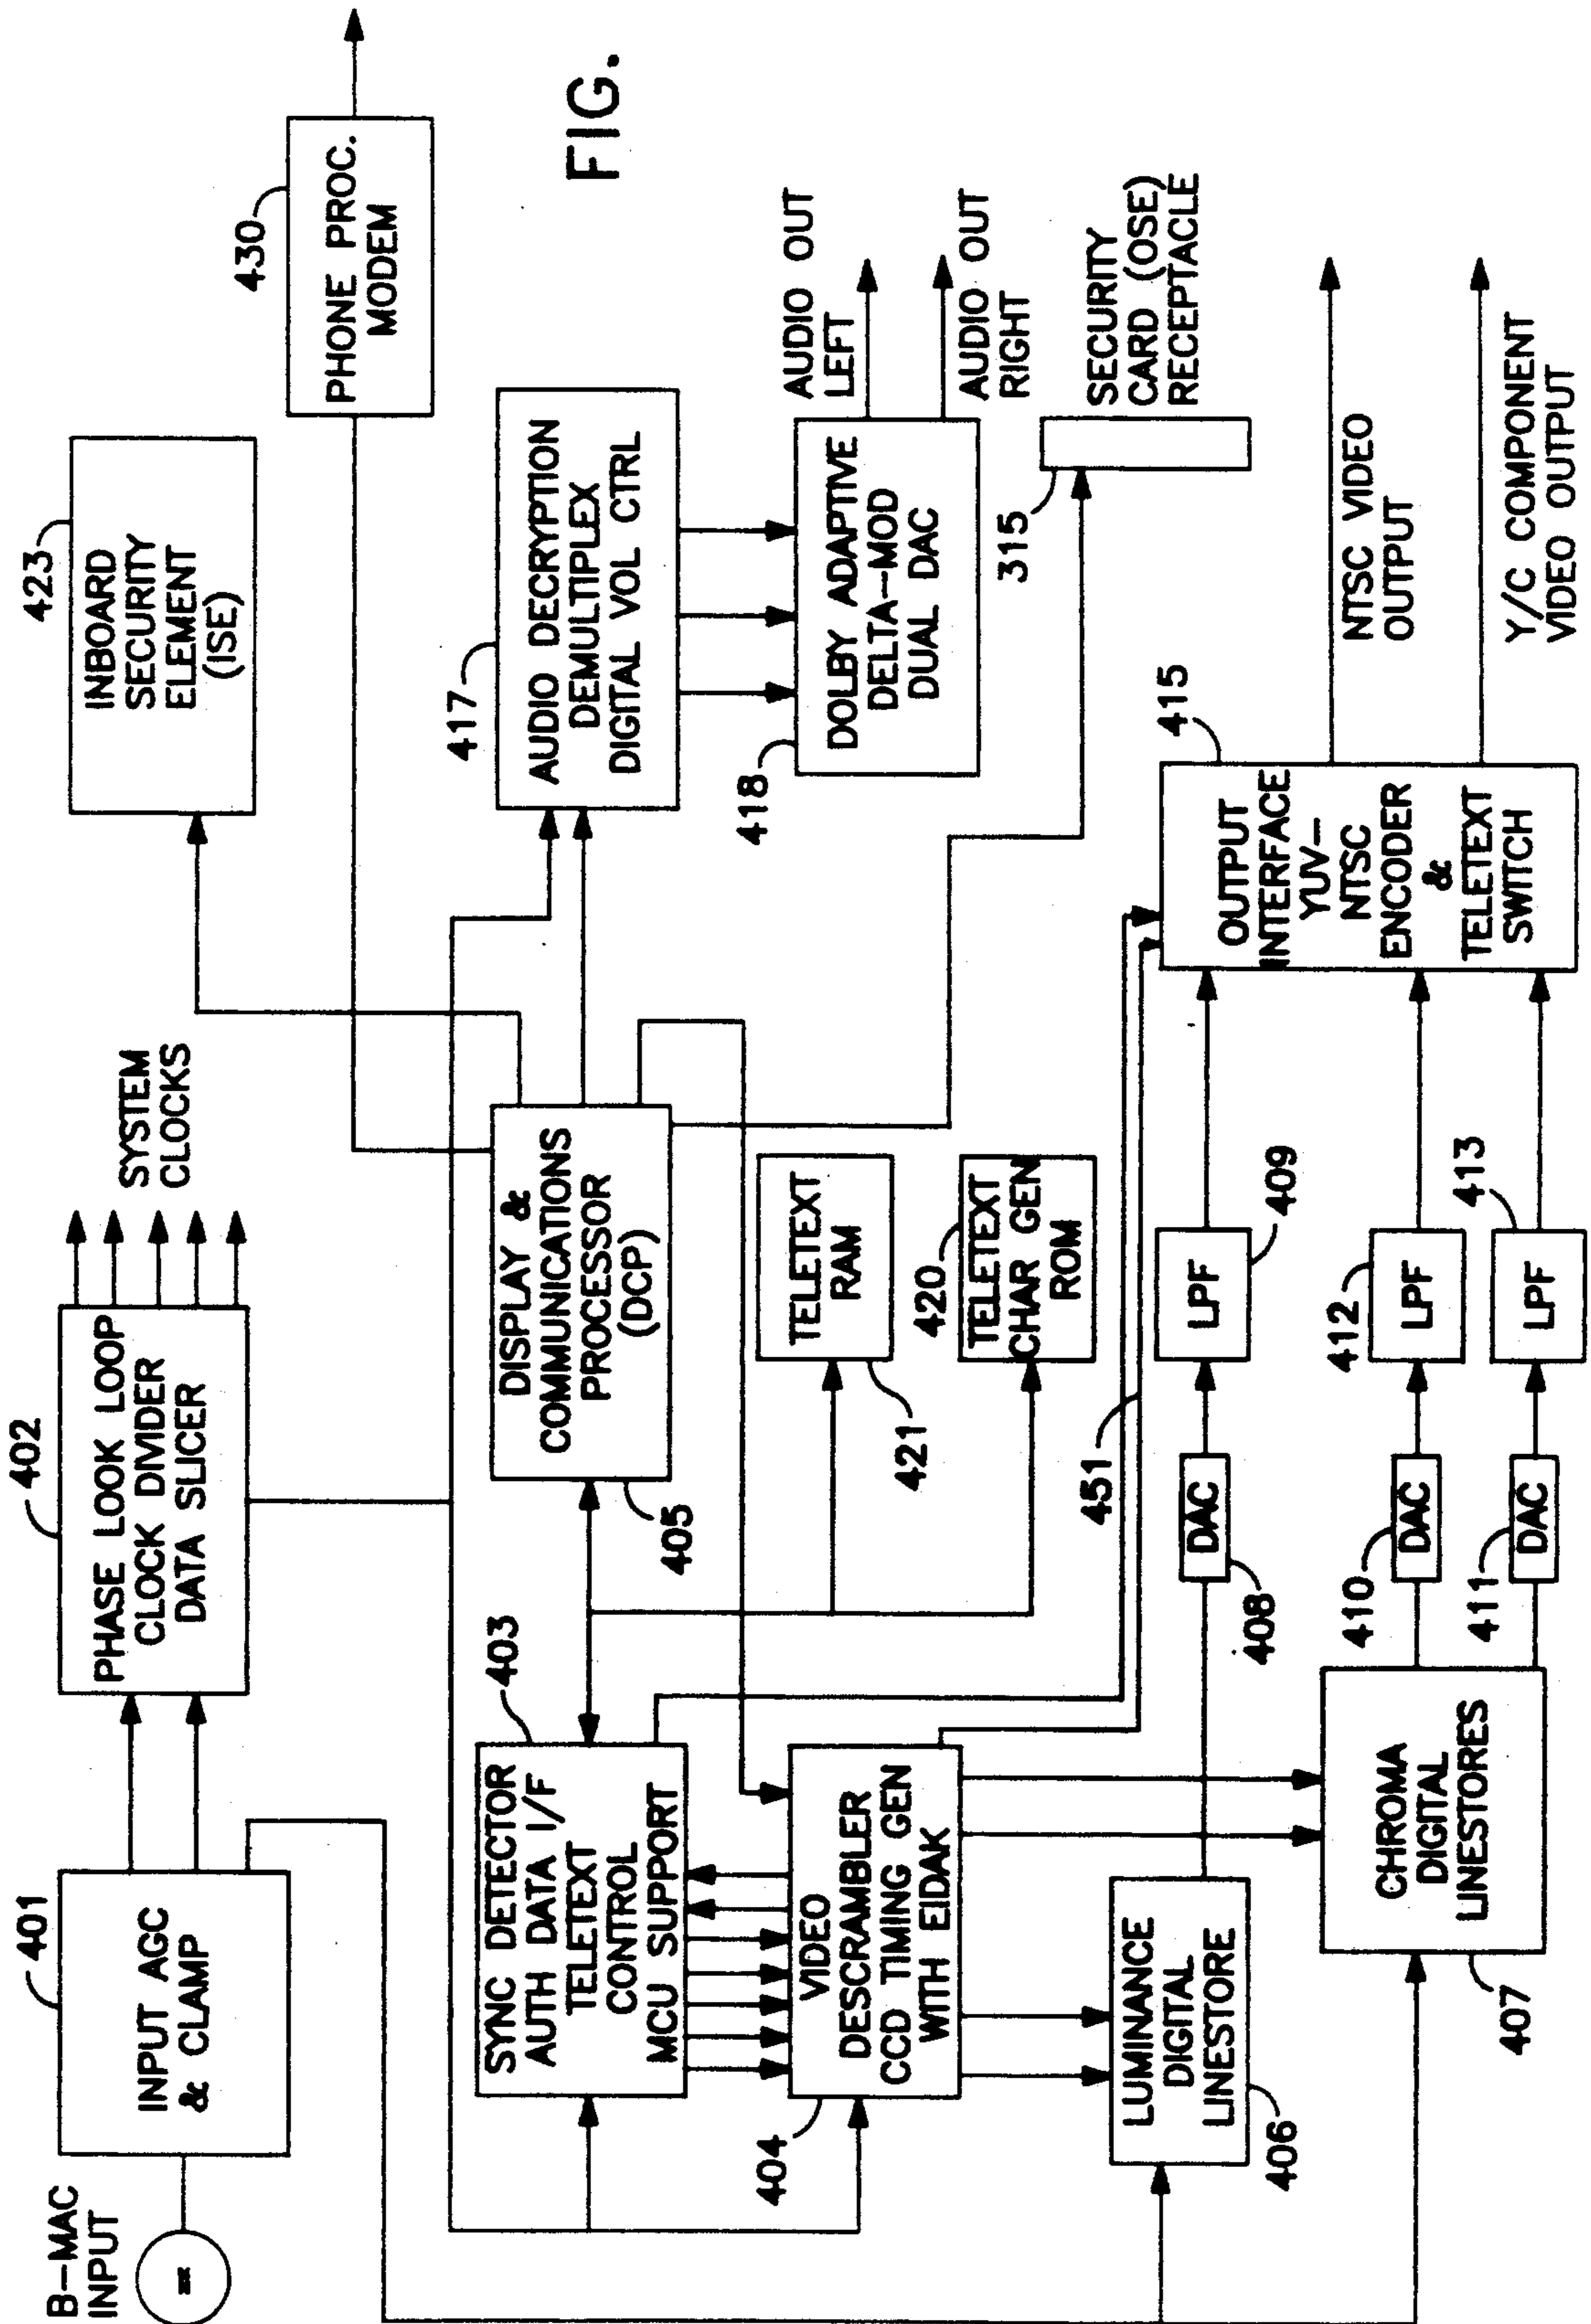 B-MAC
INPUT
=
401
INPUT AGC
& CLAMP
402
PHASE LOOK LOOP
CLOCK DIVIDER
DATA SLICER
SYSTEM
CLOCKS
423
INBOARD
SECURITY
ELEMENT
(ISE)
430
PHONE PROC.
MODEM
FIG.
403
SYNC DETECTOR
AUTH DATA I/F
TELETEXT
CONTROL
MCU SUPPORT
DISPLAY &
COMMUNICATIONS
PROCESSOR
(DCP)
405
417
AUDIO DECRYPTION
DEMULTIPLEX
DIGITAL VOL CTRL
418
DOLBY ADAPTIVE
DELTA-MOD
DUAL DAC
AUDIO OUT
LEFT
AUDIO OUT
RIGHT
404
VIDEO
DESCRAMBLER
CCD TIMING GEN
WITH EIDAK
TELETEXT
RAM
421
420
TELETEXT
CHAR GEN
ROM
315
SECURITY
CARD (OSE)
RECEPTACLE
LUMINANCE
DIGITAL
LINESTORE
406
451
DAC
408
LPF
409
415
OUTPUT
INTERFACE
YUV-
NTSC
ENCODER
&
TELETEXT
SWITCH
NTSC VIDEO
OUTPUT
Y/C COMPONENT
VIDEO OUTPUT
CHROMA
DIGITAL
LINESTORES
407
410
DAC
412
LPF
411
DAC
413
LPF